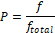 P = f / f_total